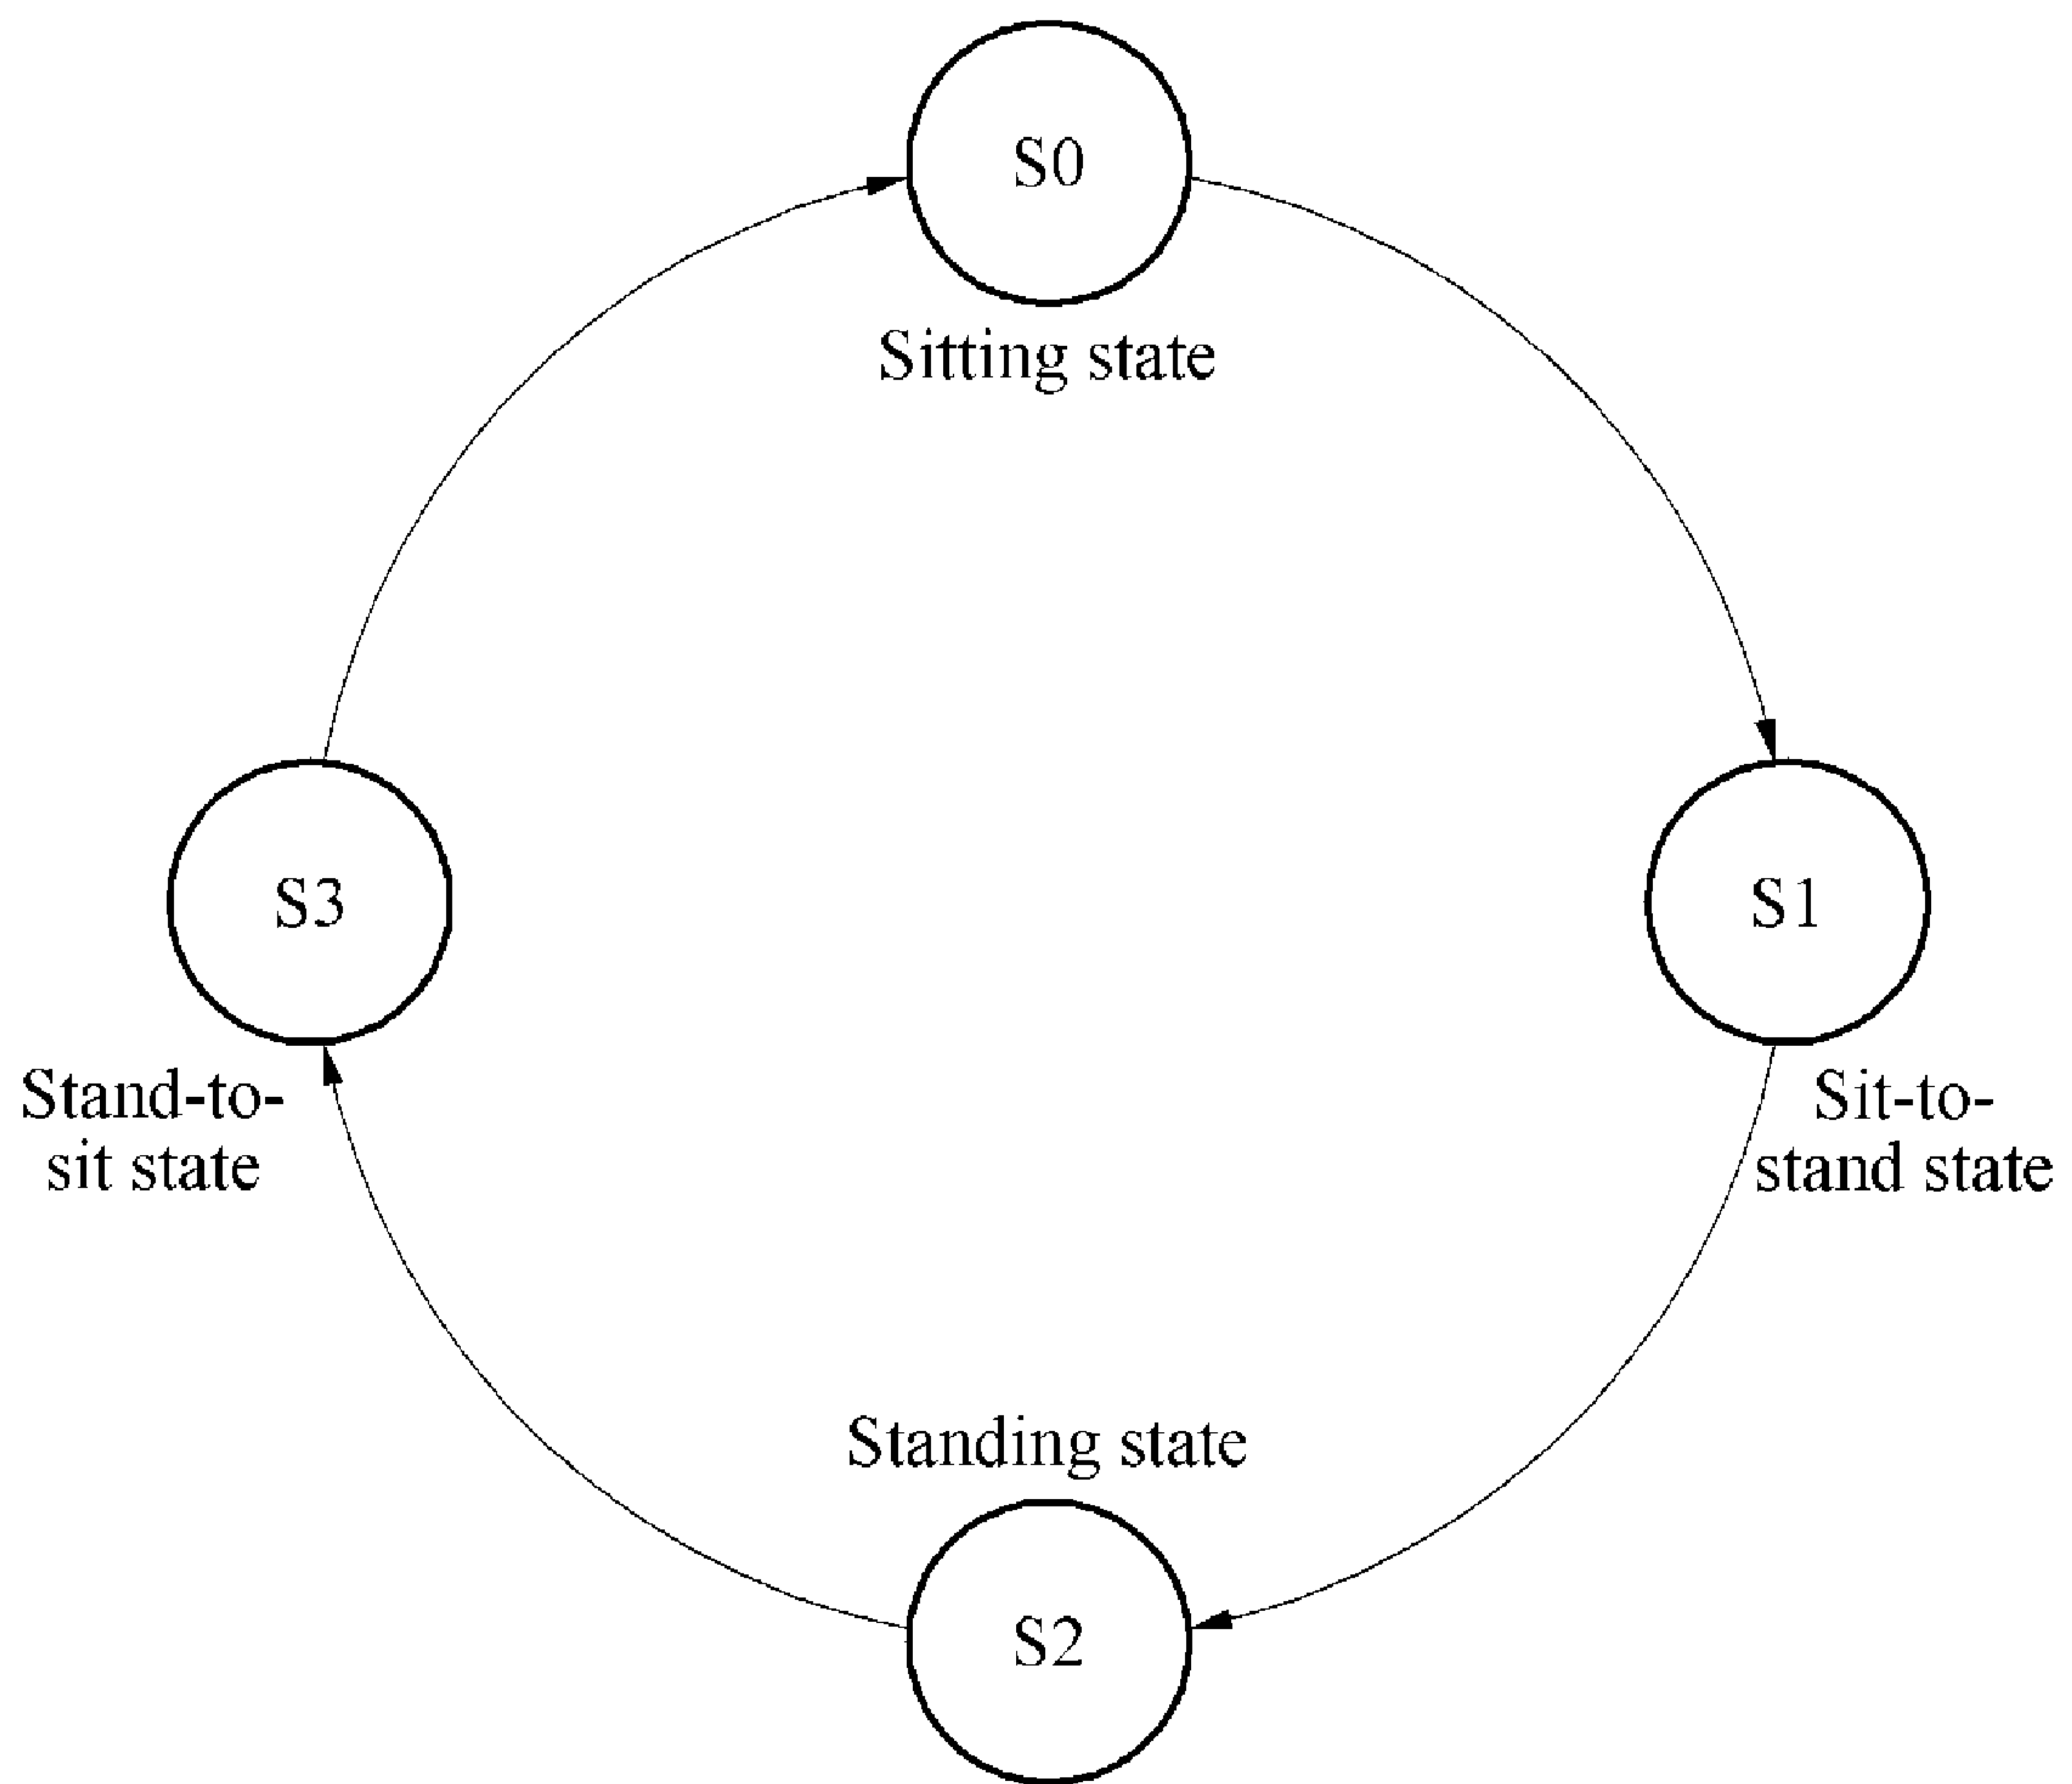 S0
Sitting state
S3
S1
Stand-to-
sit state
Sit-to-
stand state
Standing state
S2